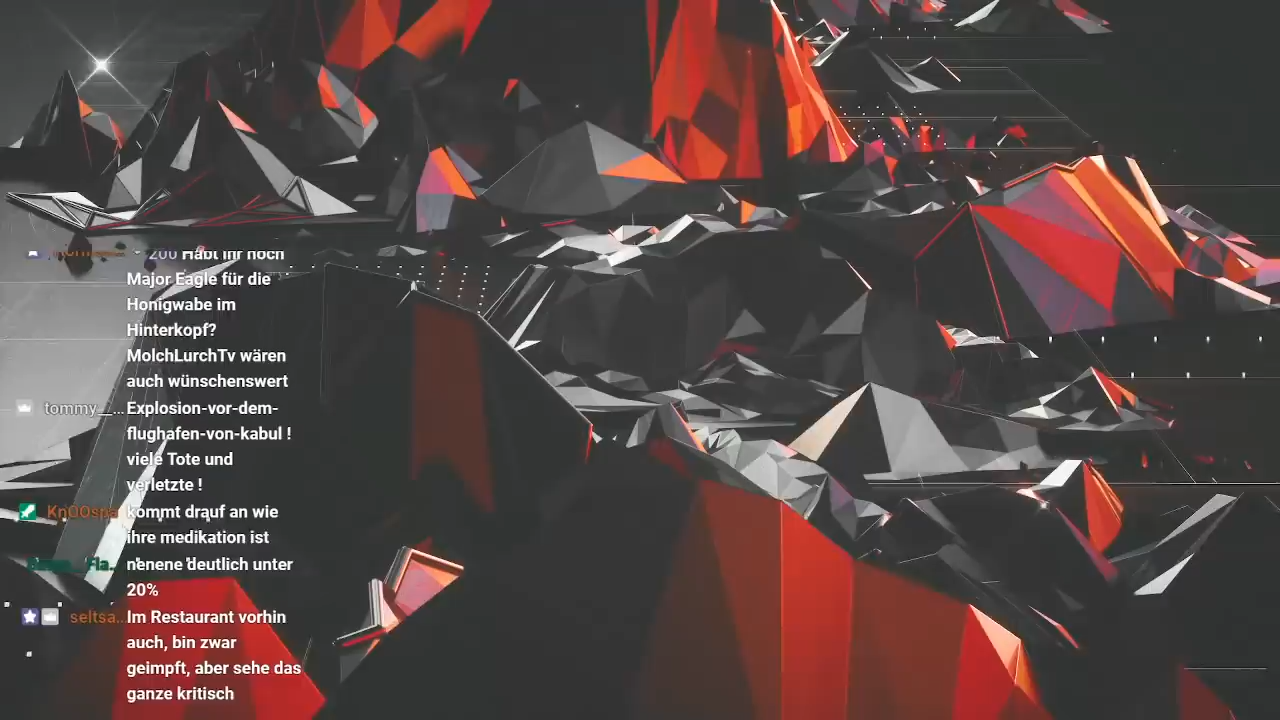 200 Habt ihr noch
Major Eagle für die
Honigwabe im
Hinterkopf?
MolchLurchTv wären
auch wünschenswert
tommy__... Explosion-vor-dem-
flughafen-von-kabul !
viele Tote und
verletzte !
KnOOspa kommt drauf an wie
ihre medikation ist
nenene deutlich unter
20%
seltsa... Im Restaurant vorhin
auch, bin zwar
geimpft, aber sehe das
ganze kritisch